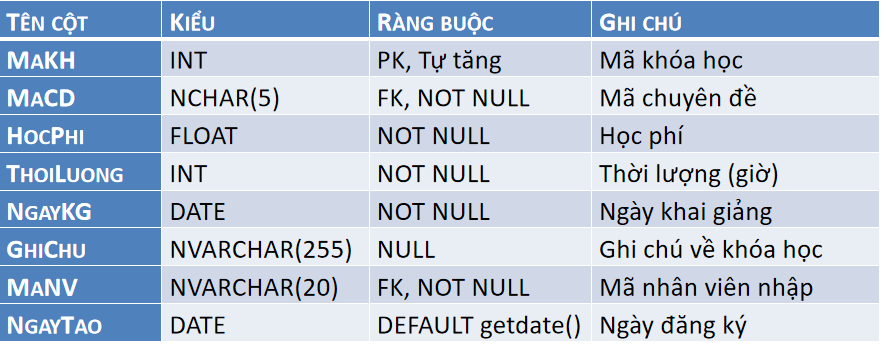 TÊN CỘT KIỂU RÀNG BUỘC GHI CHÚ
MAKH INT PK, Tự tăng Mã khóa học
MACD NCHAR(5) FK, NOT NULL Mã chuyên đề
HOCPHI FLOAT NOT NULL Học phí
THOILUONG INT NOT NULL Thời lượng (giờ)
NGAYKG DATE NOT NULL Ngày khai giảng
GHICHU NVARCHAR(255) NULL Ghi chú về khóa học
MANV NVARCHAR(20) FK, NOT NULL Mã nhân viên nhập
NGAYTAO DATE DEFAULT getdate() Ngày đăng ký